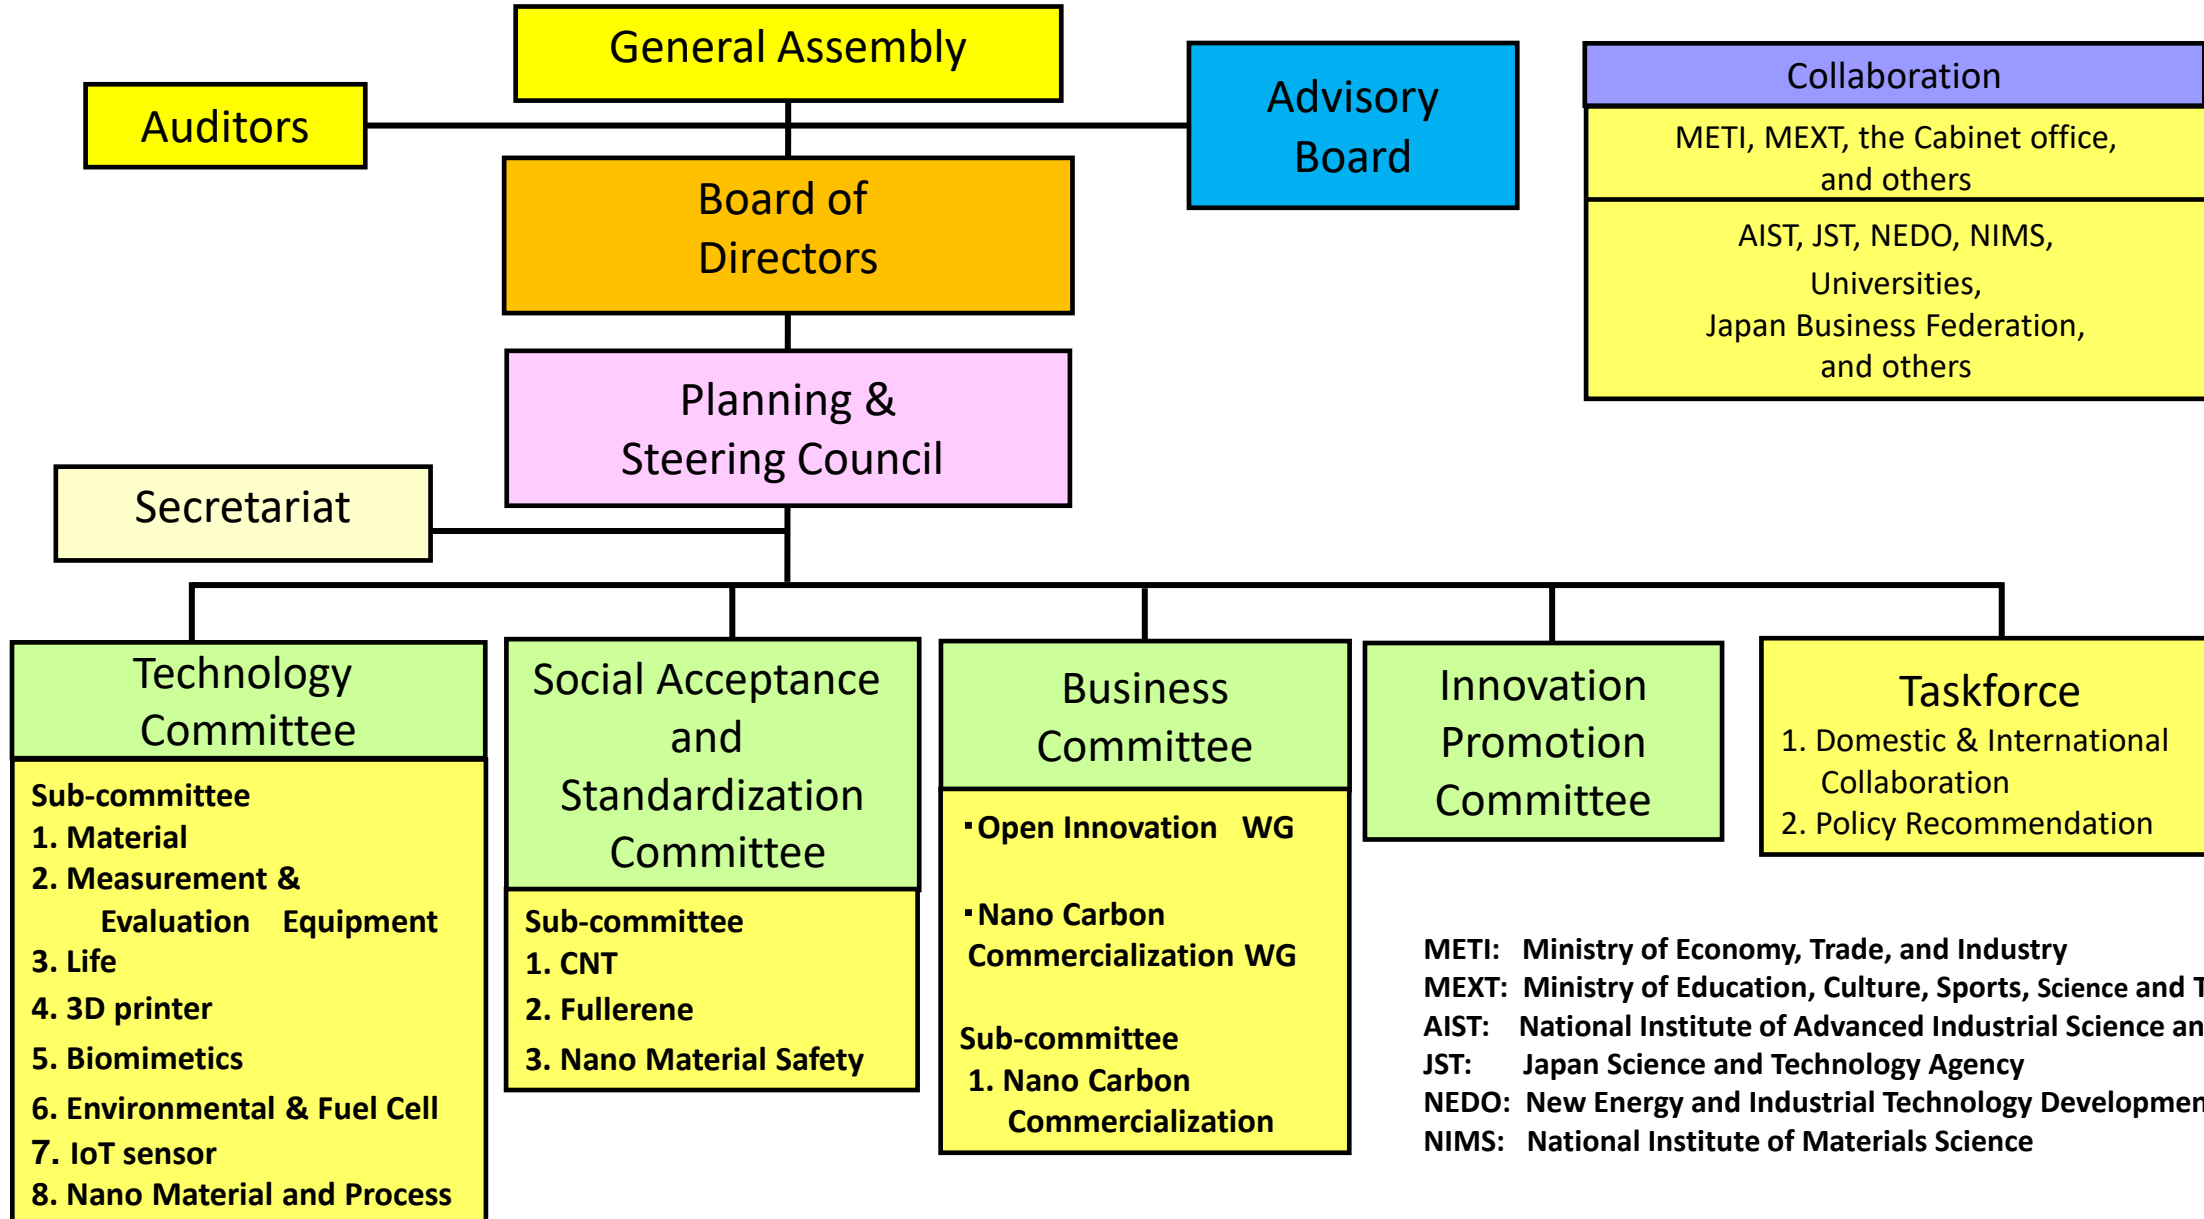 General Assembly
Auditors
Advisory
Board
Board of
Directors
Planning &
Steering Council
Secretariat
Collaboration
METI, MEXT, the Cabinet office,
and others
AIST, JST, NEDO, NIMS,
Universities,
Japan Business Federation,
and others
Technology
Committee
Sub-committee
1. Material
2. Measurement &
Evaluation Equipment
3. Life
4. 3D printer
5. Biomimetics
6. Environmental & Fuel Cell
7. IoT sensor
8. Nano Material and Process
Social Acceptance
and
Standardization
Committee
Sub-committee
1. CNT
2. Fullerene
3. Nano Material Safety
Business
Committee
・Open Innovation WG
・Nano Carbon
Commercialization WG
Sub-committee
1. Nano Carbon
Commercialization
Innovation
Promotion
Committee
Taskforce
1. Domestic & International
Collaboration
2. Policy Recommendation
METI: Ministry of Economy, Trade, and Industry
MEXT: Ministry of Education, Culture, Sports, Science and T
AIST: National Institute of Advanced Industrial Science an
JST: Japan Science and Technology Agency
NEDO: New Energy and Industrial Technology Developmen
NIMS: National Institute of Materials Science